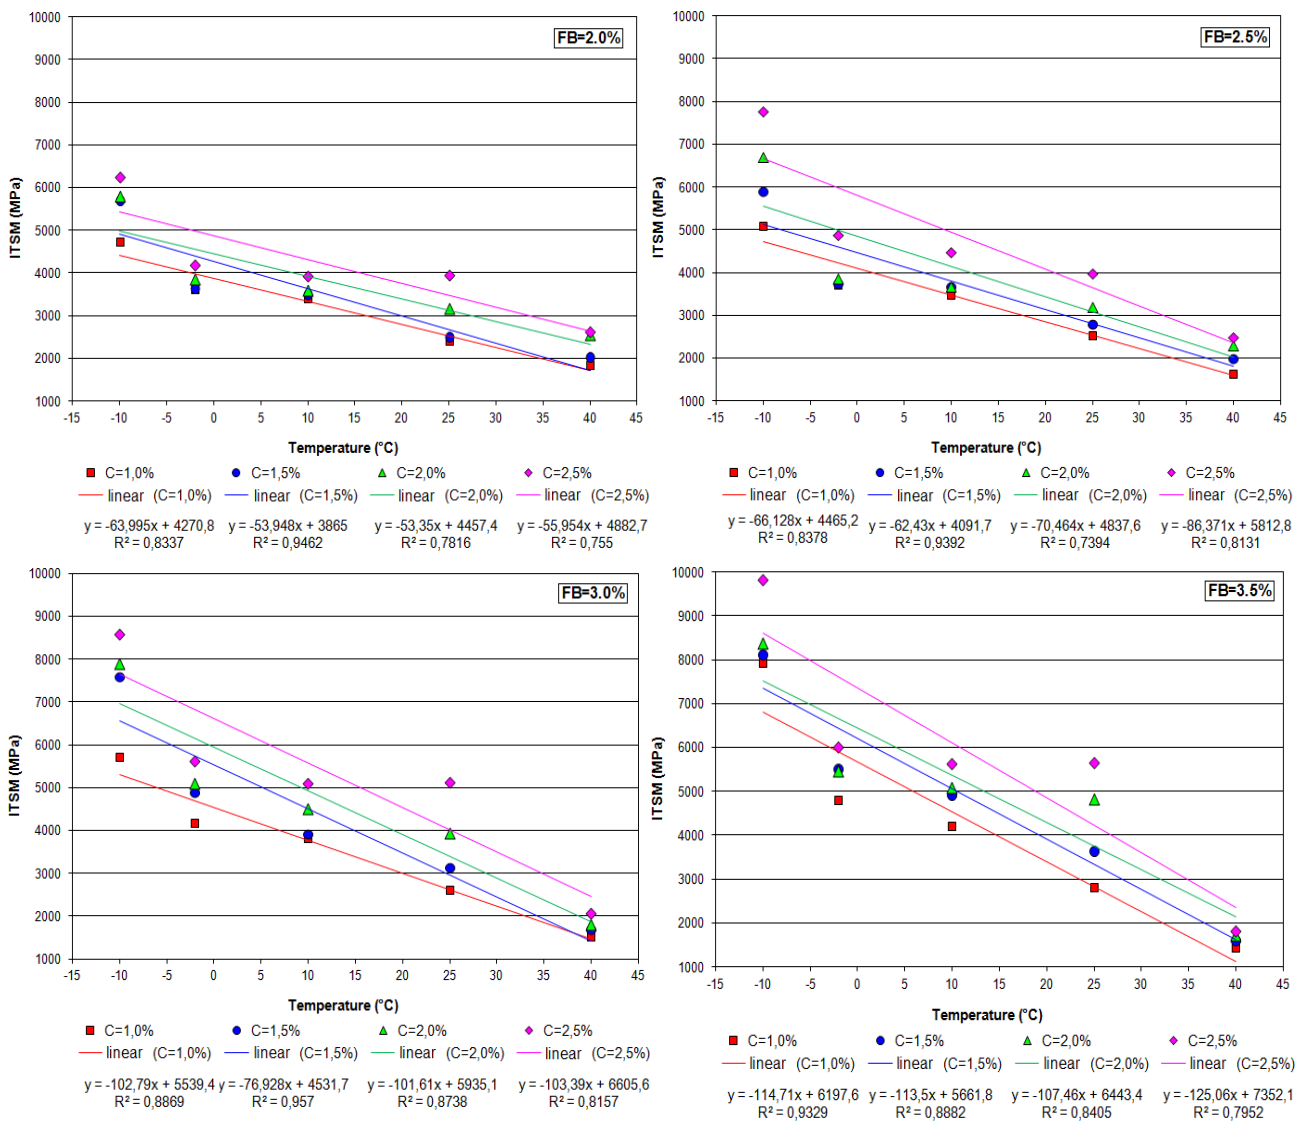 FB=2.0%
10000
9000
8000
7000
6000
5000
4000
3000
2000
1000
ITSM (MPa)
-15 -10 -5 0 5 10 15 20 25 30 35 40 45
Temperature (°C)
C=1,0% C=1,5% C=2,0% C=2,5%
linear (C=1,0%) linear (C=1,5%) linear (C=2,0%) linear (C=2,5%)
y = -63,995x + 4270,8 y = -53,948x + 3865 y = -53,35x + 4457,4 y = -55,954x + 4882,7
R² = 0,8337 R² = 0,9462 R² = 0,7816 R² = 0,755
FB=2.5%
10000
9000
8000
7000
6000
5000
4000
3000
2000
1000
ITSM (MPa)
-15 -10 -5 0 5 10 15 20 25 30 35 40 45
Temperature (°C)
C=1,0% C=1,5% C=2,0% C=2,5%
linear (C=1,0%) linear (C=1,5%) linear (C=2,0%) linear (C=2,5%)
y = -66,128x + 4465,2 y = -62,43x + 4091,7 y = -70,464x + 4837,6 y = -86,371x + 5812,8
R² = 0,8378 R² = 0,9392 R² = 0,7394 R² = 0,8131
FB=3.0%
10000
9000
8000
7000
6000
5000
4000
3000
2000
1000
ITSM (MPa)
-15 -10 -5 0 5 10 15 20 25 30 35 40 45
Temperature (°C)
C=1,0% C=1,5% C=2,0% C=2,5%
linear (C=1,0%) linear (C=1,5%) linear (C=2,0%) linear (C=2,5%)
y = -102,79x + 5539,4 y = -76,928x + 4531,7 y = -101,61x + 5935,1 y = -103,39x + 6605,6
R² = 0,8869 R² = 0,957 R² = 0,8738 R² = 0,8157
FB=3.5%
10000
9000
8000
7000
6000
5000
4000
3000
2000
1000
ITSM (MPa)
-15 -10 -5 0 5 10 15 20 25 30 35 40 45
Temperature (°C)
C=1,0% C=1,5% C=2,0% C=2,5%
linear (C=1,0%) linear (C=1,5%) linear (C=2,0%) linear (C=2,5%)
y = -114,71x + 6197,6 y = -113,5x + 5661,8 y = -107,46x + 6443,4 y = -125,06x + 7352,1
R² = 0,9329 R² = 0,8882 R² = 0,8405 R² = 0,7952